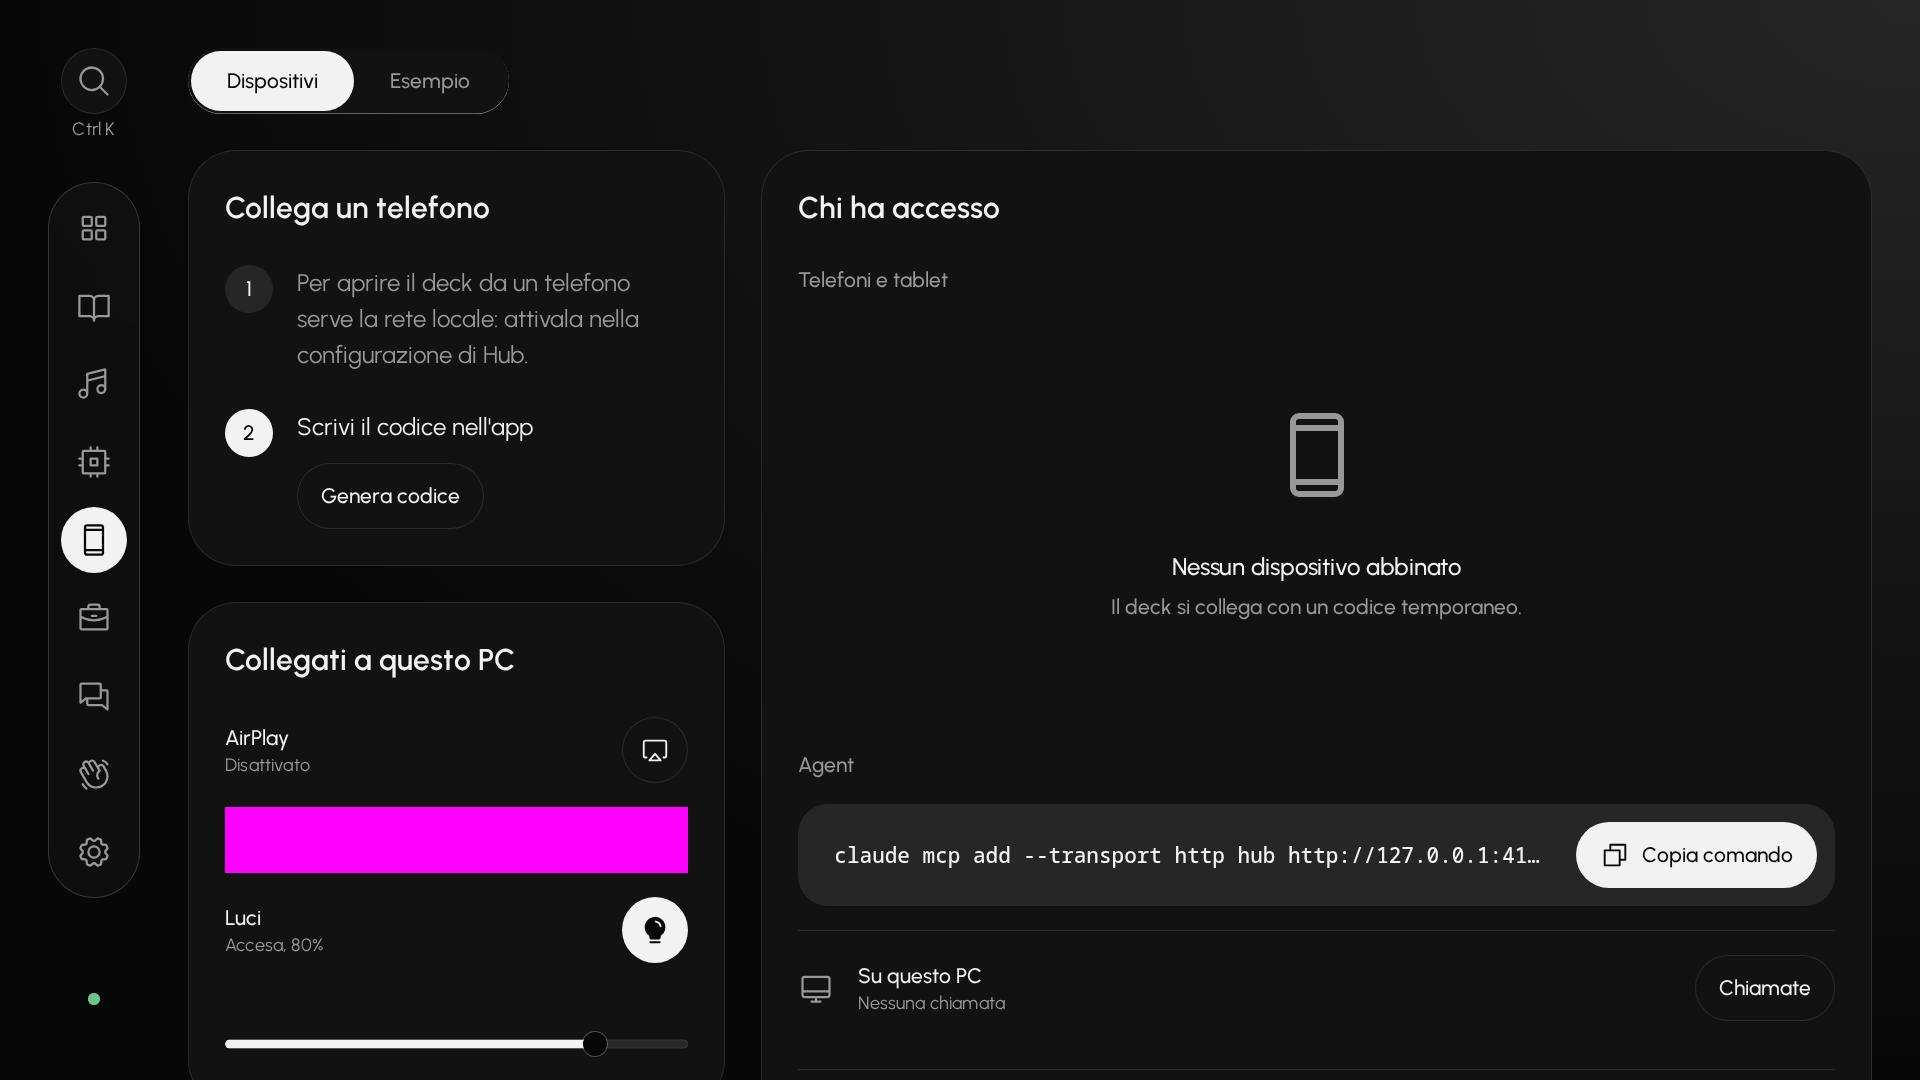 Ctrl K
Dispositivi
Esempio
Collega un telefono
1
Per aprire il deck da un telefono
serve la rete locale: attivala nella
configurazione di Hub.
2
Scrivi il codice nell'app
Genera codice
Collegati a questo PC
AirPlay
Disattivato
Luci
Accesa, 80%
Chi ha accesso
Telefoni e tablet
Nessun dispositivo abbinato
Il deck si collega con un codice temporaneo.
Agent
claude mcp add --transport http hub http://127.0.0.1:41…
Copia comando
Su questo PC
Nessuna chiamata
Chiamate